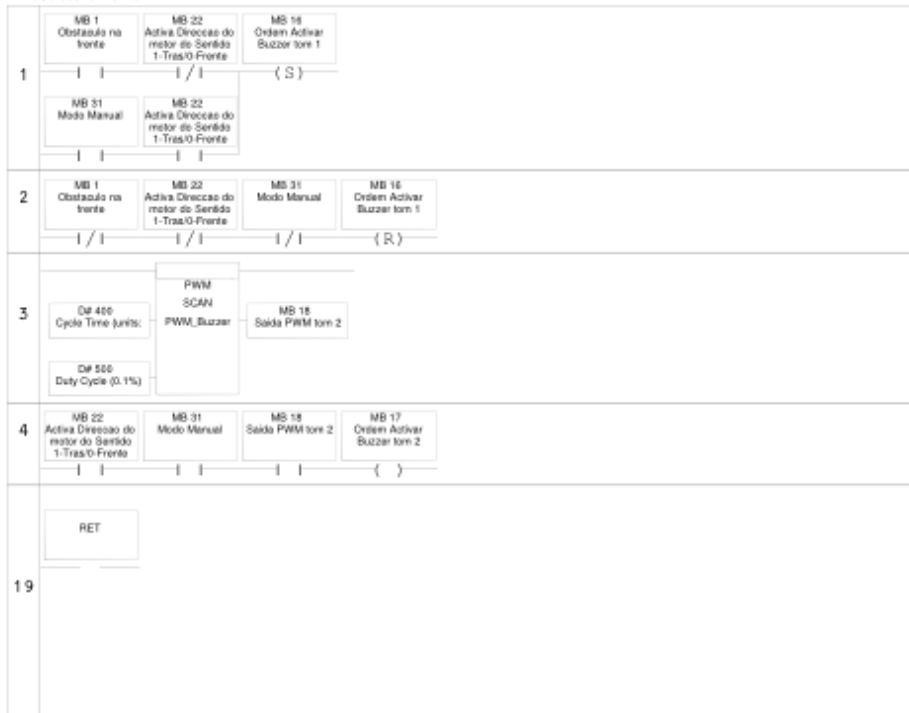 MB 1
Obstaculo na
frente
MB 22
Activa Direccao do
motor do Sentido
1-Tras/0-Frente
MB 16
Ordem Activar
Buzzer tom 1
1
(S)
MB 31
Modo Manual
MB 22
Activa Direccao do
motor do Sentido
1-Tras/0-Frente
2
MB 1
Obstaculo na
frente
MB 22
Activa Direccao do
motor do Sentido
1-Tras/0-Frente
MB 31
Modo Manual
MB 16
Ordem Activar
Buzzer tom 1
(R)
3
PWM
SCAN
PWM_Buzzer
D# 400
Cycle Time (units:
MB 18
Saida PWM tom 2
D# 500
Duty Cycle (0.1%)
4
MB 22
Activa Direccao do
motor do Sentido
1-Tras/0-Frente
MB 31
Modo Manual
MB 18
Saida PWM tom 2
MB 17
Ordem Activar
Buzzer tom 2
19
RET